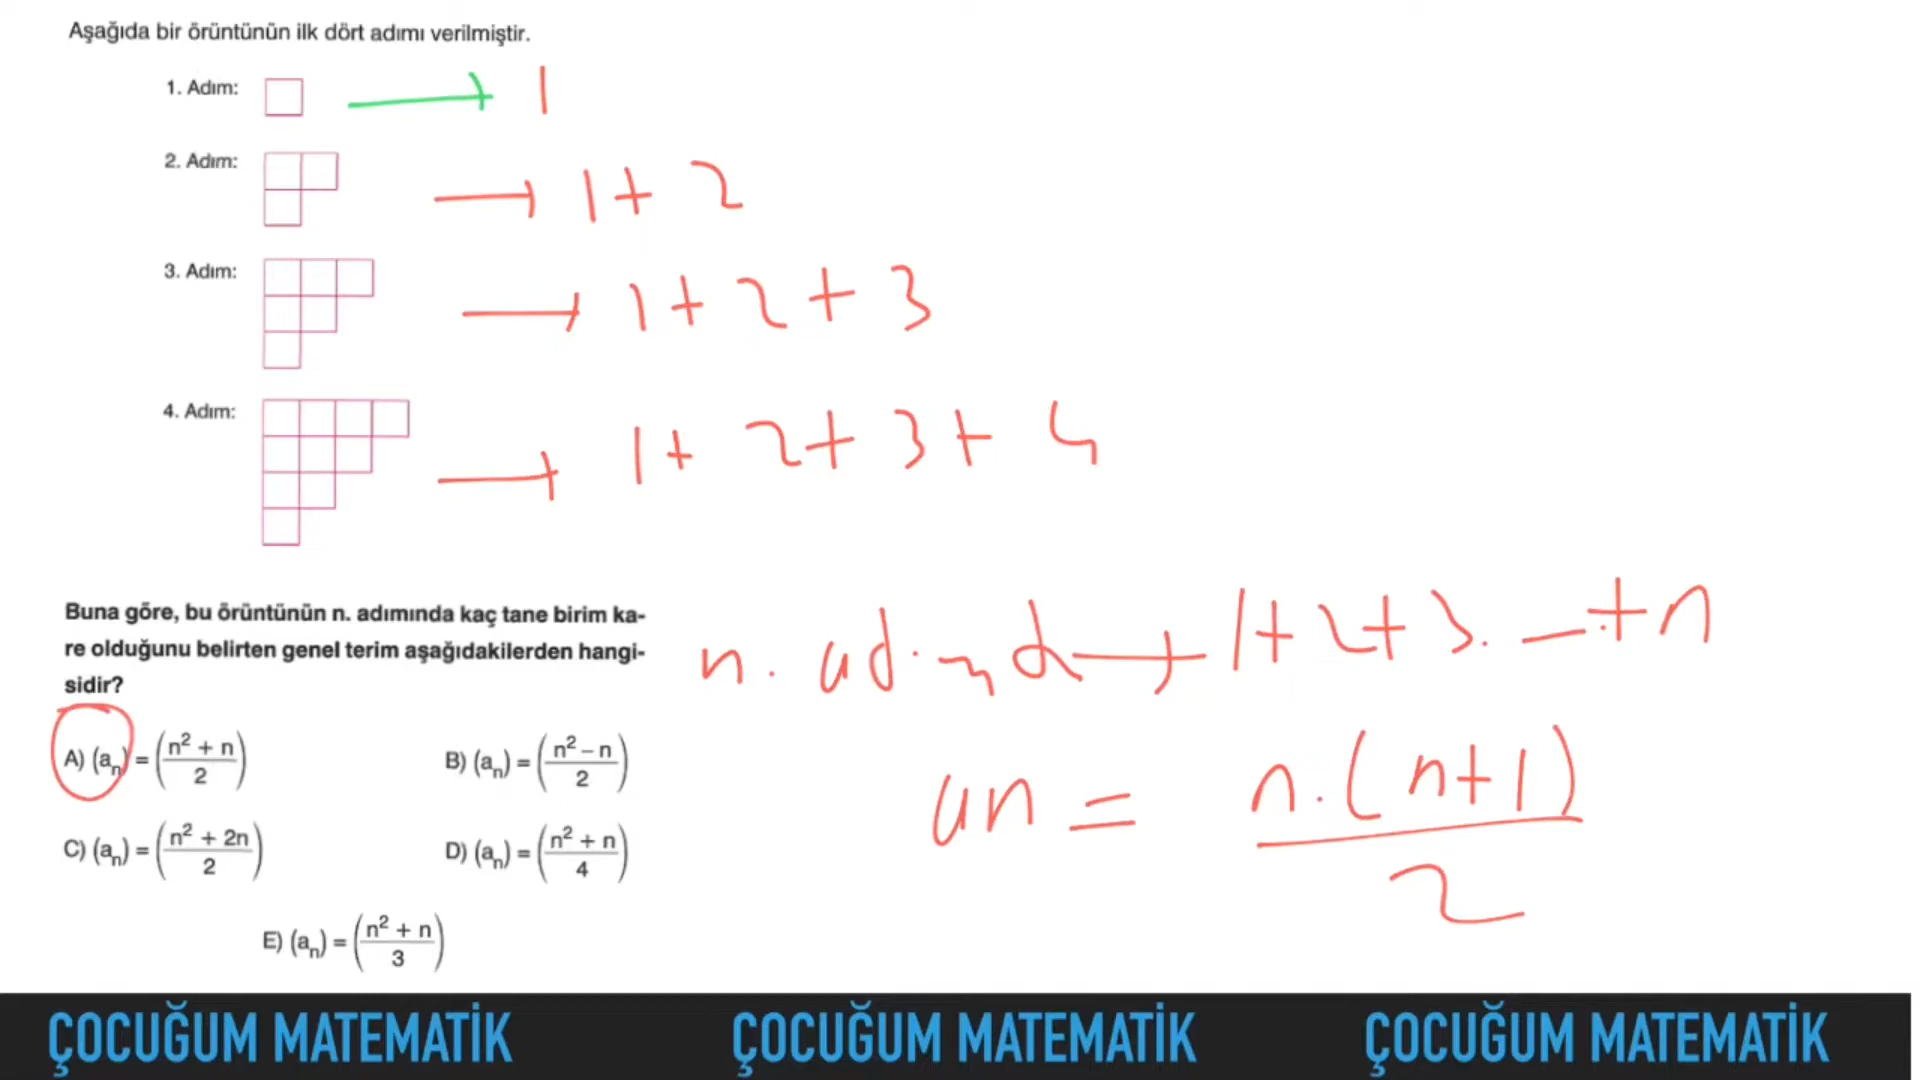 Aşağıda bir örüntünün ilk dört adımı verilmiştir.
1. Adım: 1
2. Adım: 1 + 2
3. Adım: 1 + 2 + 3
4. Adım: 1 + 2 + 3 + 4
Buna göre, bu örüntünün n. adımında kaç tane birim ka-
re olduğunu belirten genel terim aşağıdakilerden hangi-
sidir?
A) (aₙ) = ((n² + n)/2) B) (aₙ) = ((n² – n)/2)
C) (aₙ) = ((n² + 2n)/2) D) (aₙ) = ((n² + n)/4)
E) (aₙ) = ((n² + n)/3)
n. 1+2+3. — + n
an = n.(n+1)/2
ÇOCUĞUM MATEMATİK ÇOCUĞUM MATEMATİK ÇOCUĞUM MATEMATİK